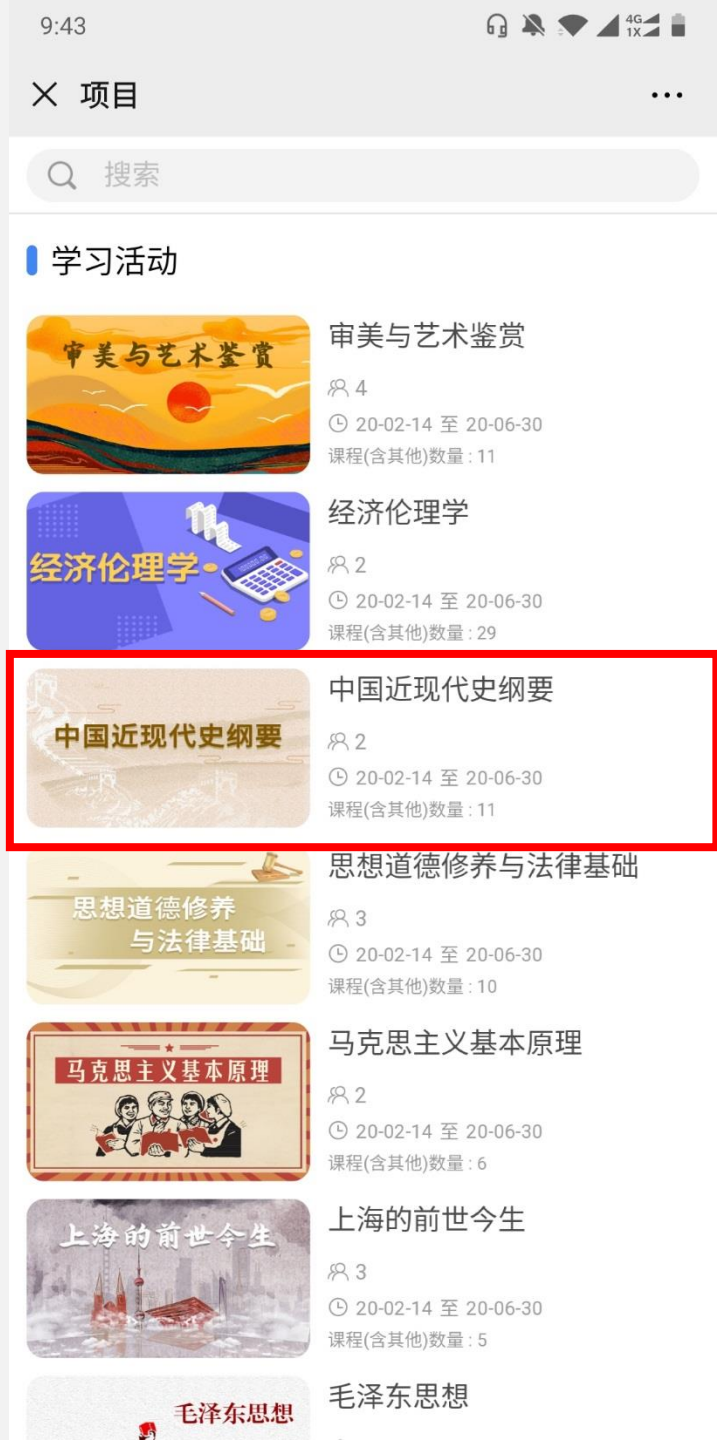 9:43
4G
1X
项目
搜索
学习活动
审美与艺术鉴赏
审美与艺术鉴赏
4
20-02-14 至 20-06-30
课程(含其他)数量 : 11
经济伦理学
经济伦理学
2
20-02-14 至 20-06-30
课程(含其他)数量 : 29
中国近现代史纲要
中国近现代史纲要
2
20-02-14 至 20-06-30
课程(含其他)数量 : 11
思想道德修养
与法律基础
思想道德修养与法律基础
3
20-02-14 至 20-06-30
课程(含其他)数量 : 10
马克思主义基本原理
马克思主义基本原理
2
20-02-14 至 20-06-30
课程(含其他)数量 : 6
上海的前世今生
上海的前世今生
3
20-02-14 至 20-06-30
课程(含其他)数量 : 5
毛泽东思想
毛泽东思想